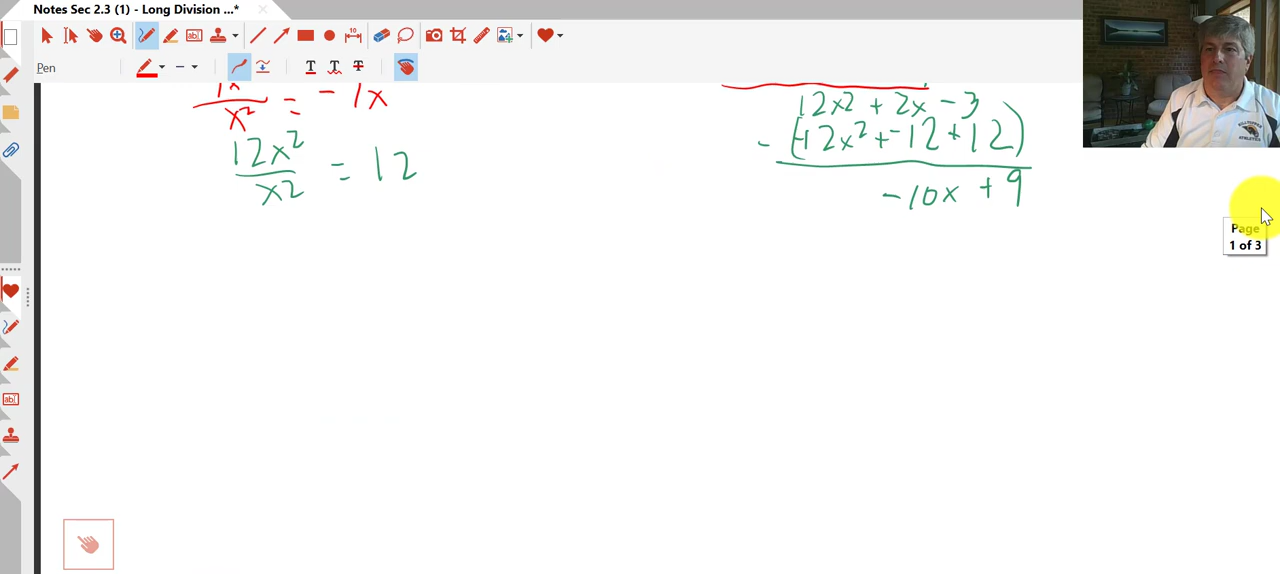 Notes Sec 2.3 (1) - Long Division ...*
Pen
x² = - 1x
12x² + 2x - 3
- (+12x² + -12 + 12)
12x²
x2 = 12
- 10x + 9
Page
1 of 3